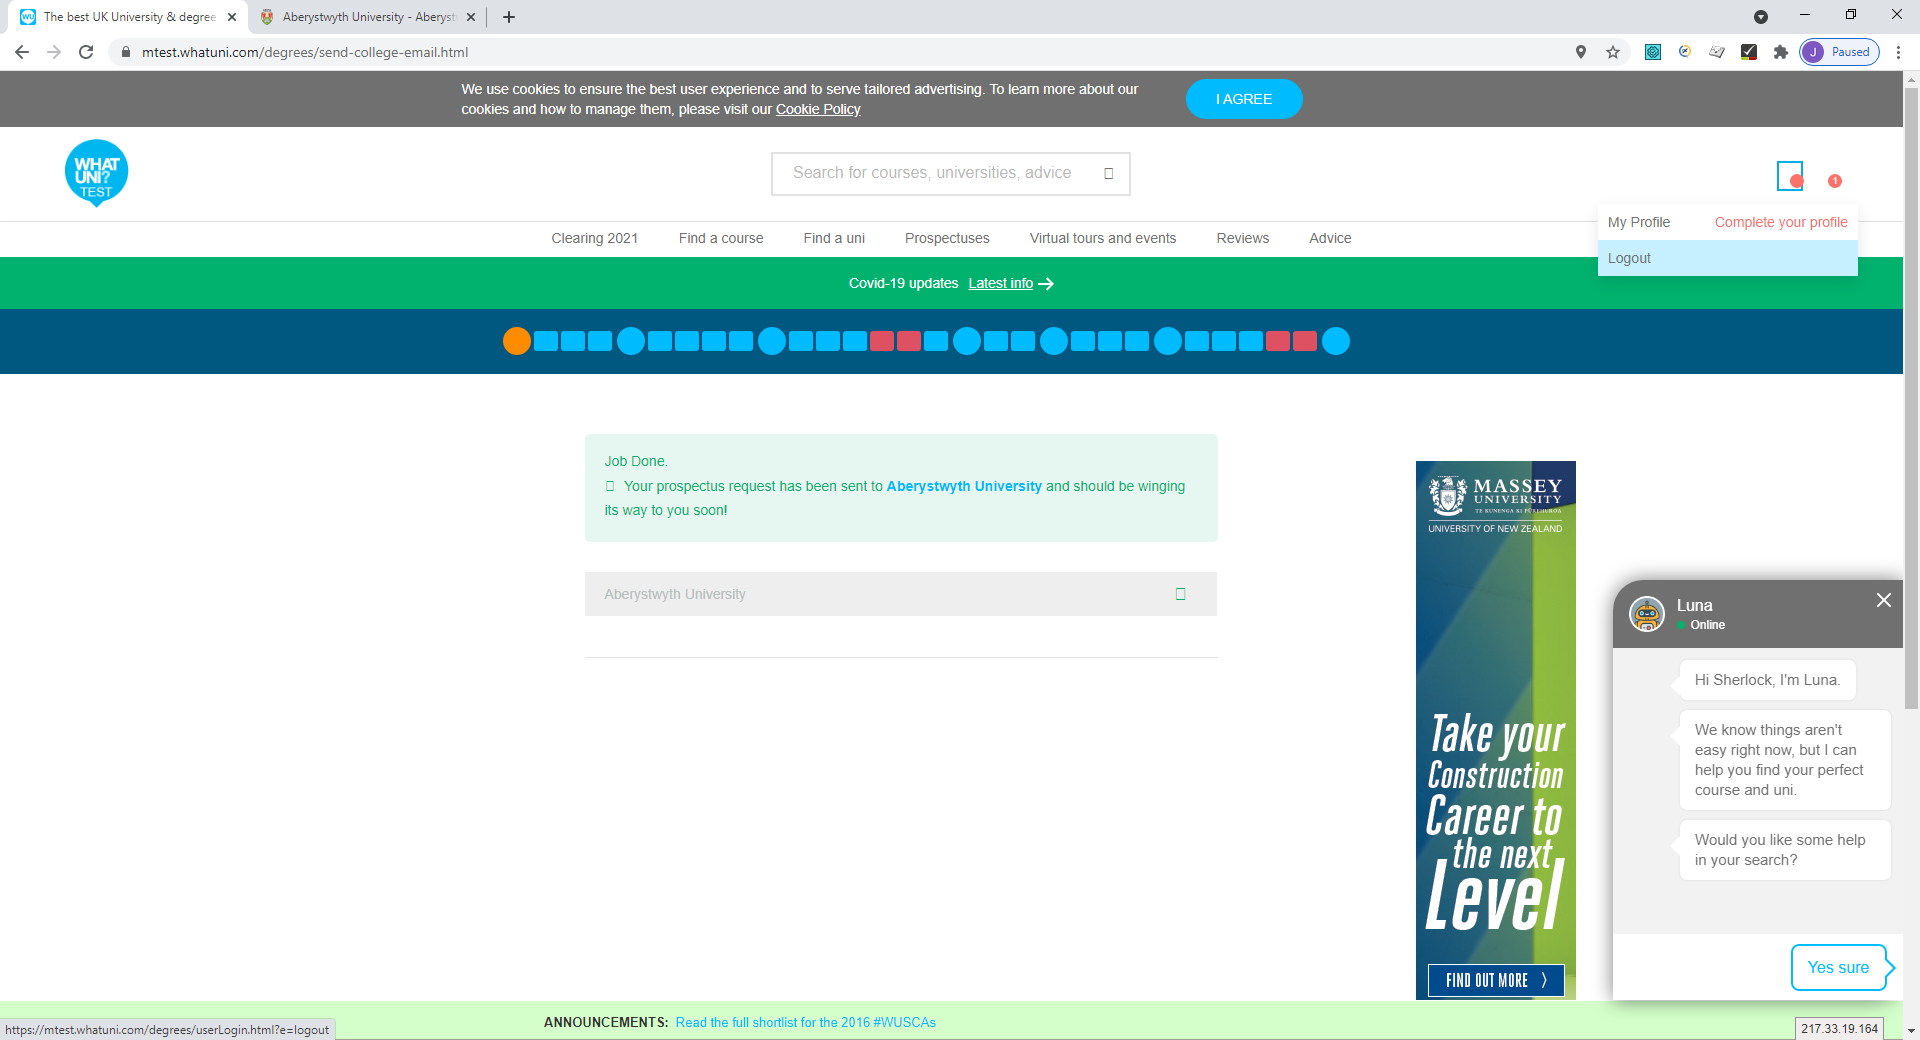 The best UK University & degree
Aberystwyth University - Aberyst
mtest.whatuni.com/degrees/send-college-email.html
J Paused
We use cookies to ensure the best user experience and to serve tailored advertising. To learn more about our
cookies and how to manage them, please visit our Cookie Policy
I AGREE
WHAT
UNI?
TEST
Search for courses, universities, advice
1
My Profile Complete your profile
Logout
Clearing 2021 Find a course Find a uni Prospectuses Virtual tours and events Reviews Advice
Covid-19 updates Latest info
Job Done.
Your prospectus request has been sent to Aberystwyth University and should be winging
its way to you soon!
Aberystwyth University
MASSEY
UNIVERSITY
TE KUNENGA KI PŪREHUROA
UNIVERSITY OF NEW ZEALAND
Take your
Construction
Career to
the next
Level
FIND OUT MORE
Luna
Online
Hi Sherlock, I'm Luna.
We know things aren't
easy right now, but I can
help you find your perfect
course and uni.
Would you like some help
in your search?
Yes sure
ANNOUNCEMENTS: Read the full shortlist for the 2016 #WUSCAs
https://mtest.whatuni.com/degrees/userLogin.html?e=logout
217.33.19.164